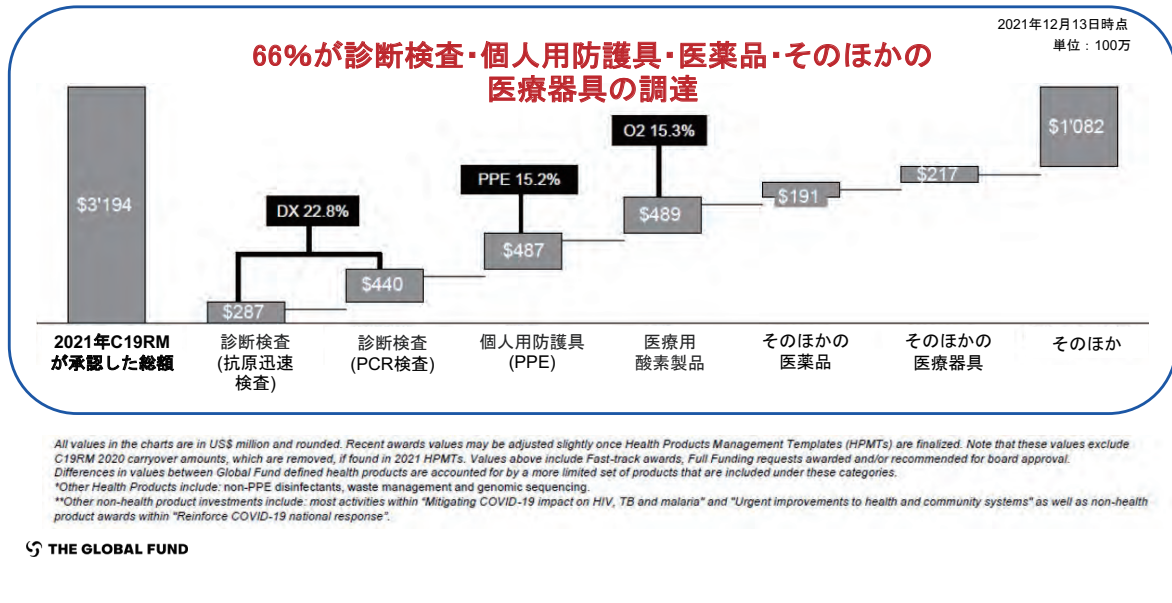 2021年12月13日時点
単位：100万
66%が診断検査・個人用防護具・医薬品・そのほかの
医療器具の調達
$3'194
DX 22.8%
PPE 15.2%
O2 15.3%
$287
$440
$487
$489
$191
$217
$1'082
2021年C19RM
が承認した総額
診断検査
(抗原迅速
検査)
診断検査
(PCR検査)
個人用防護具
(PPE)
医療用
酸素製品
そのほかの
医薬品
そのほかの
医療器具
そのほか
All values in the charts are in US$ million and rounded. Recent awards values may be adjusted slightly once Health Products Management Templates (HPMTs) are finalized. Note that these values exclude
C19RM 2020 carryover amounts, which are removed, if found in 2021 HPMTs. Values above include Fast-track awards, Full Funding requests awarded and/or recommended for board approval.
Differences in values between Global Fund defined health products are accounted for by a more limited set of products that are included under these categories.
*Other Health Products include: non-PPE disinfectants, waste management and genomic sequencing.
**Other non-health product investments include: most activities within "Mitigating COVID-19 impact on HIV, TB and malaria" and "Urgent improvements to health and community systems" as well as non-health
product awards within "Reinforce COVID-19 national response".
THE GLOBAL FUND